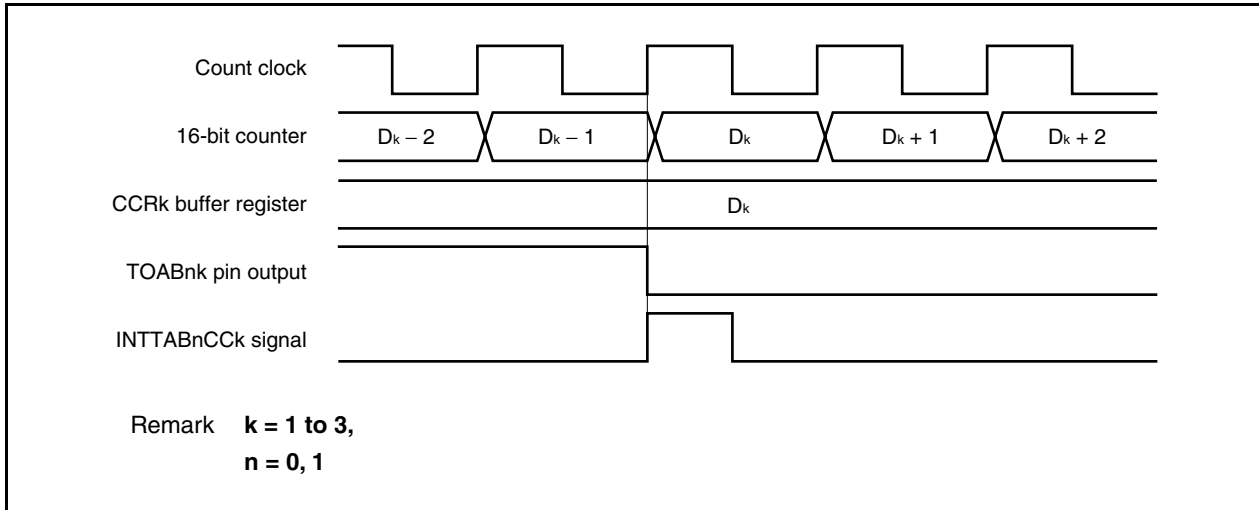 Count clock
16-bit counter
Dk − 2 Dk − 1 Dk Dk + 1 Dk + 2
CCRk buffer register
Dk
TOABnk pin output
INTTABnCCk signal
Remark k = 1 to 3,
n = 0, 1